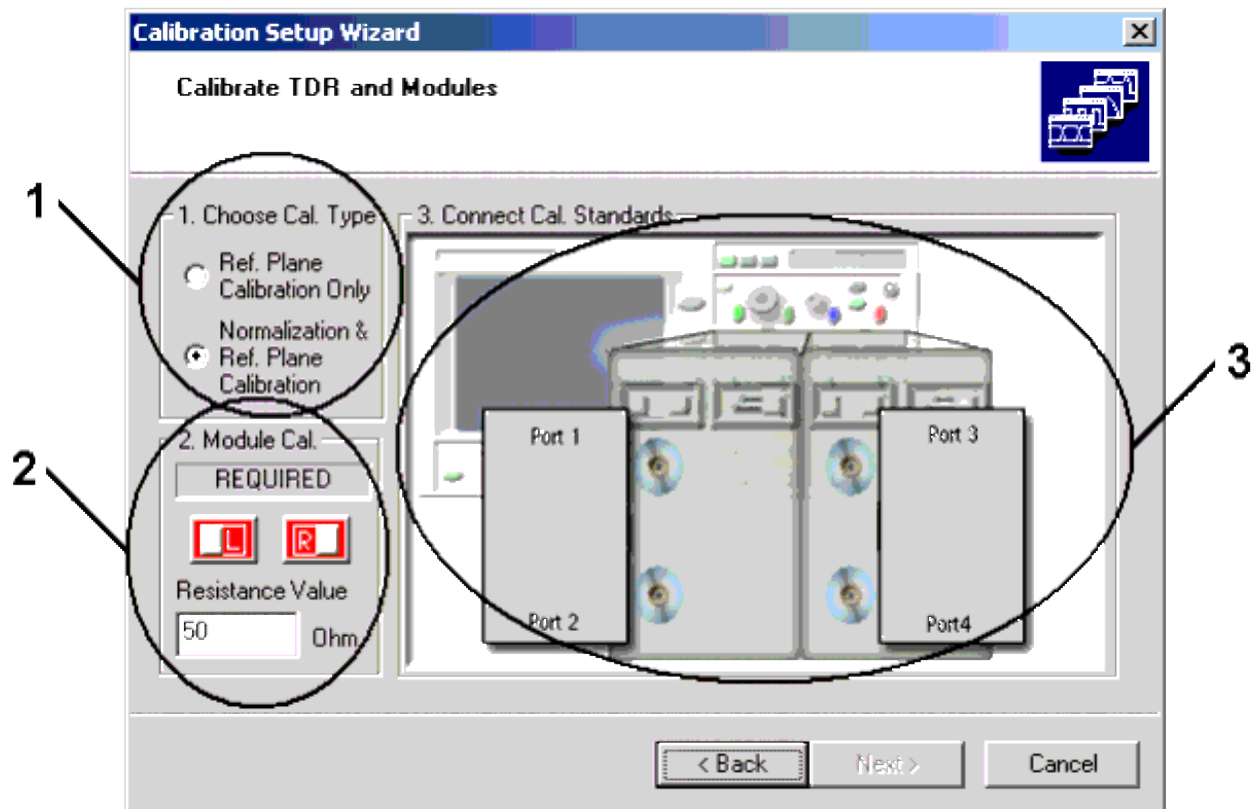 Calibration Setup Wizard
Calibrate TDR and Modules
1
1. Choose Cal. Type
Ref. Plane
Calibration Only
Normalization &
Ref. Plane
Calibration
2
2. Module Cal.
REQUIRED
L R
Resistance Value
50 Ohm
3. Connect Cal. Standards
Port 1
Port 2
Port 3
Port4
3
< Back
Next >
Cancel